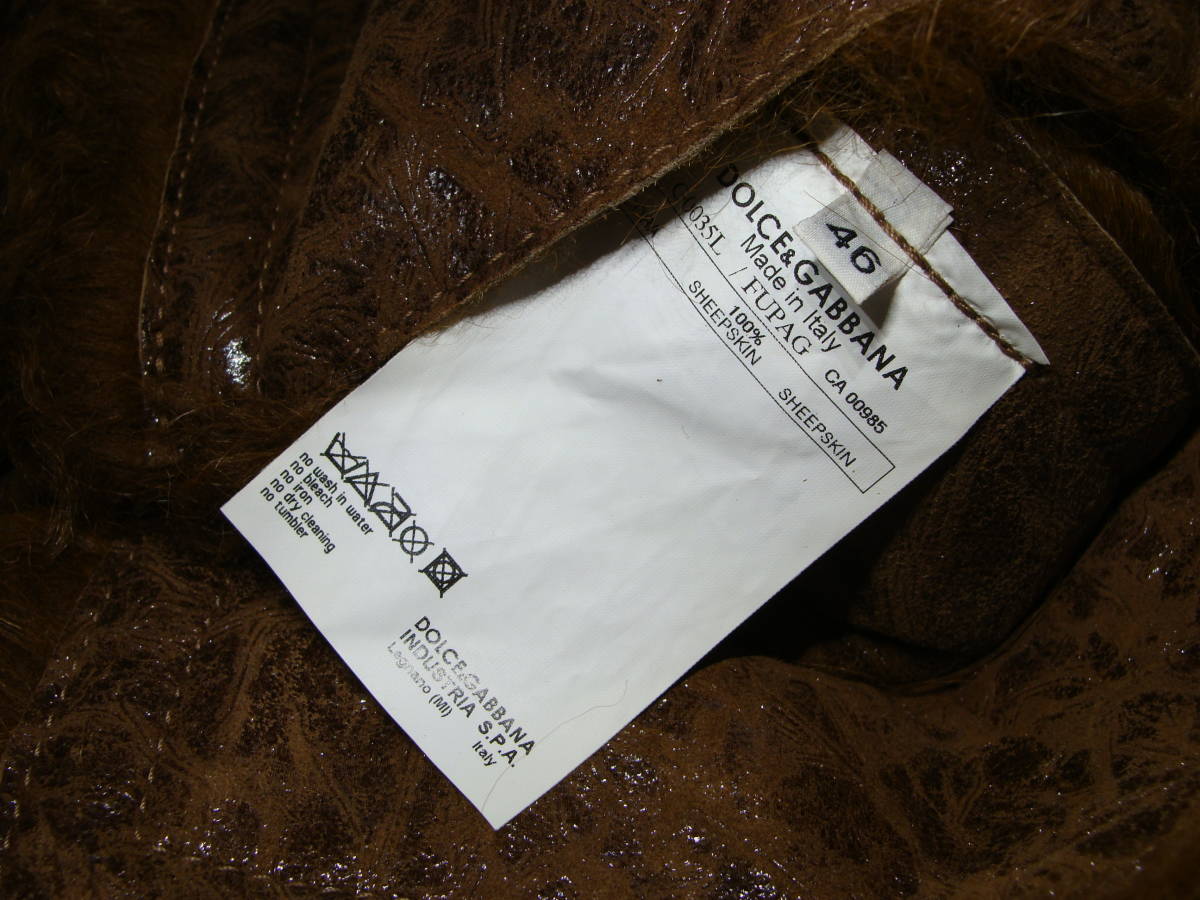 46
DOLCE&GABBANA
Made in Italy
CA 00985
/ FUPAG
100%
SHEEPSKIN SHEEPSKIN
no wash in water
no bleach
no iron
no dry cleaning
no tumbler
DOLCE&GABBANA
INDUSTRIA S.P.A.
Legnano (MI)
Italy